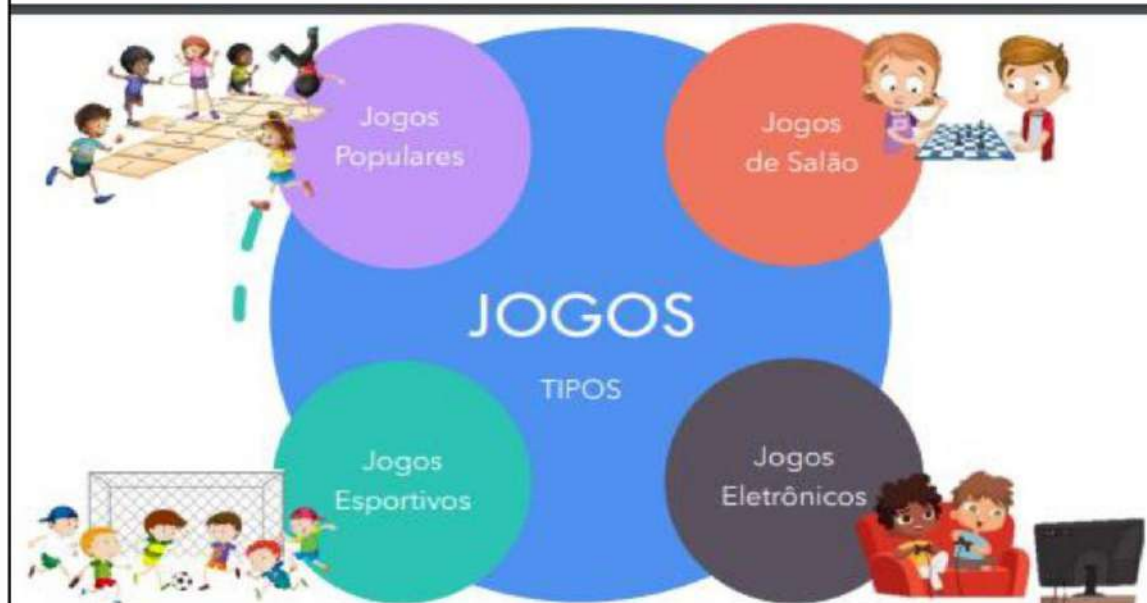 Jogos
Populares
Jogos
de Salão
JOGOS
TIPOS
Jogos
Esportivos
Jogos
Eletrônicos